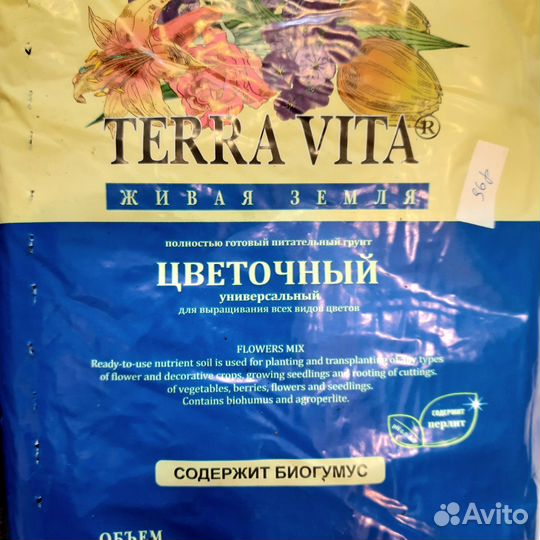 TERRA VITA®
ЖИВАЯ ЗЕМЛЯ
полностью готовый питательный грунт
ЦВЕТОЧНЫЙ
универсальный
для выращивания всех видов цветов
FLOWERS MIX
Ready-to-use nutrient soil is used for planting and transplanting of any types
of flower and decorative crops, growing seedlings and rooting of cuttings.
of vegetables, berries, flowers and seedlings.
Contains biohumus and agroperlite.
СОДЕРЖИТ
перлит
СОДЕРЖИТ БИОГУМУС
ОБЪЕМ
Avito